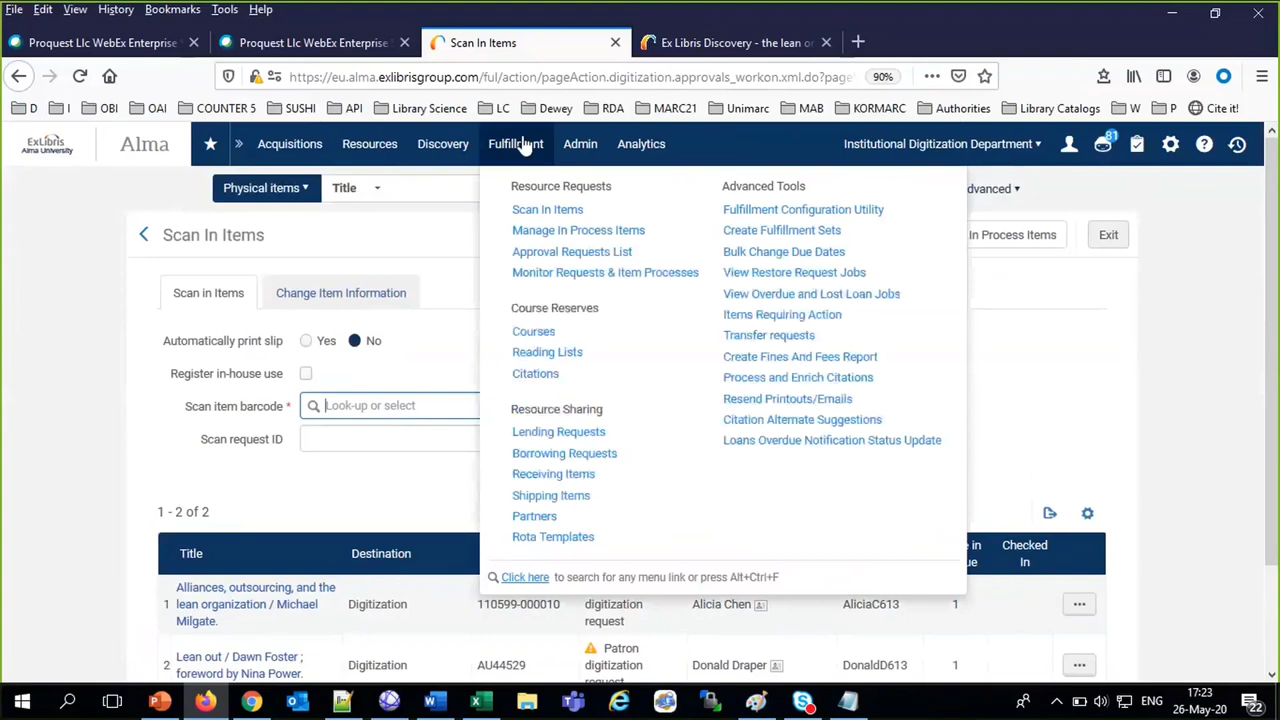 File Edit View History Bookmarks Tools Help
Proquest Llc WebEx Enterprise Proquest Llc WebEx Enterprise Scan In Items Ex Libris Discovery - the lean or
https://eu.alma.exlibrisgroup.com/ful/action/pageAction.digitization.approvals_workon.xml.do?page 90%
D I OBI OAI COUNTER 5 SUSHI API Library Science LC Dewey RDA MARC21 Unimarc MAB KORMARC Authorities Library Catalogs W P Cite it!
ExLibris
Alma University
Alma Acquisitions Resources Discovery Fulfillment Admin Analytics Institutional Digitization Department 81
Physical items Title
Advanced
Scan In Items
In Process Items Exit
Scan in Items Change Item Information
Automatically print slip Yes No
Register in-house use
Scan item barcode * Look-up or select
Scan request ID
Resource Requests
Scan In Items
Manage In Process Items
Approval Requests List
Monitor Requests & Item Processes
Course Reserves
Courses
Reading Lists
Citations
Resource Sharing
Lending Requests
Borrowing Requests
Receiving Items
Shipping Items
Partners
Rota Templates
Advanced Tools
Fulfillment Configuration Utility
Create Fulfillment Sets
Bulk Change Due Dates
View Restore Request Jobs
View Overdue and Lost Loan Jobs
Items Requiring Action
Transfer requests
Create Fines And Fees Report
Process and Enrich Citations
Resend Printouts/Emails
Citation Alternate Suggestions
Loans Overdue Notification Status Update
Click here to search for any menu link or press Alt+Ctrl+F
1 - 2 of 2
Title Destination
in
ue
Checked
In
1 Alliances, outsourcing, and the
lean organization / Michael
Milgate.
Digitization 110599-000010
digitization
request
Alicia Chen AliciaC613 1
2 Lean out / Dawn Foster ;
foreword by Nina Power.
Digitization AU44529
Patron
digitization
request
Donald Draper DonaldD613 1
ENG
17:23
26-May-20
22